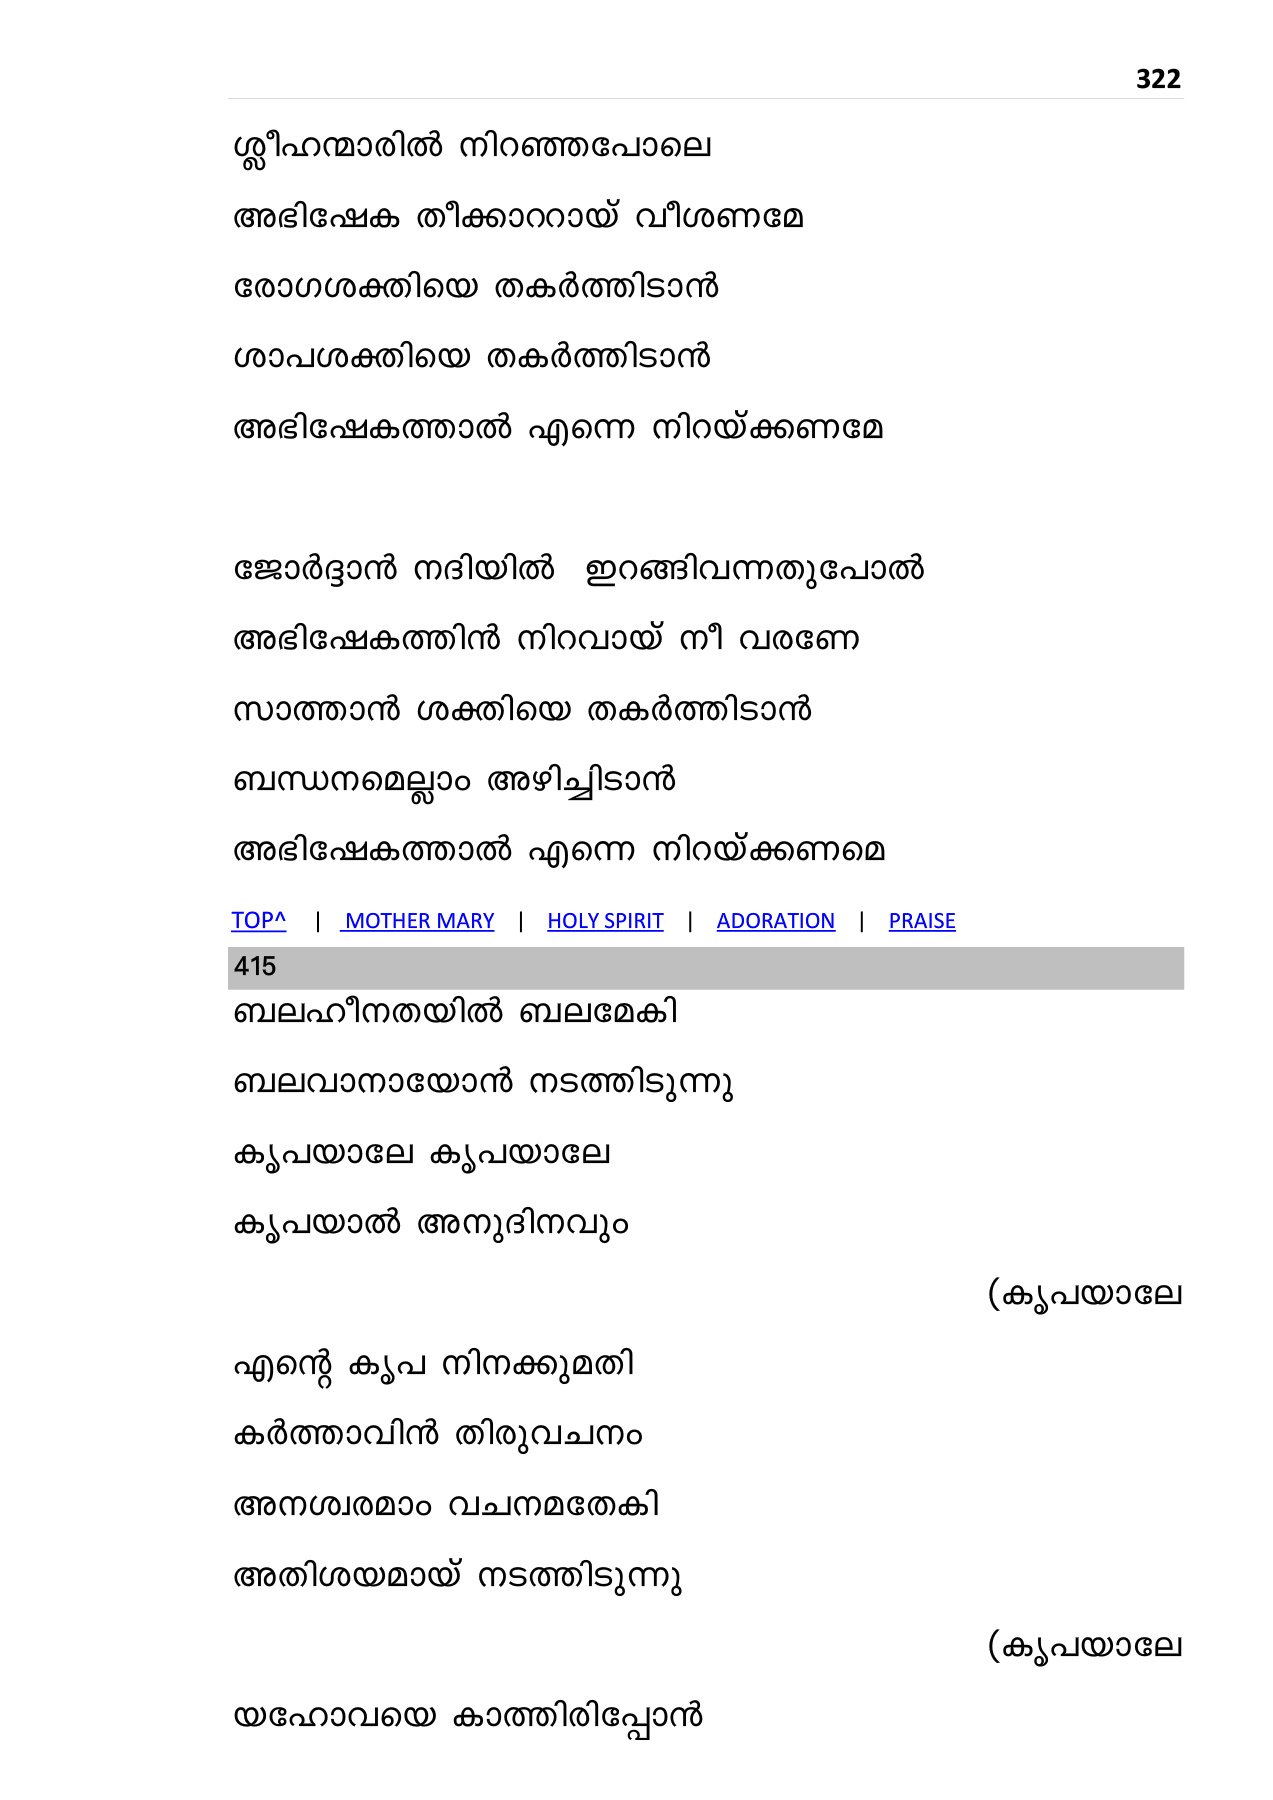 322
ശ്ലീഹന്മാരിൽ നിറഞ്ഞപോലെ
അഭിഷേക തീക്കാററായ് വീശണമേ
രോഗശക്തിയെ തകർത്തിടാൻ
ശാപശക്തിയെ തകർത്തിടാൻ
അഭിഷേകത്താൽ എന്നെ നിറയ്ക്കണമേ
ജോർദ്ദാൻ നദിയിൽ ഇറങ്ങിവന്നതുപോൽ
അഭിഷേകത്തിൻ നിറവായ് നീ വരണേ
സാത്താൻ ശക്തിയെ തകർത്തിടാൻ
ബന്ധനമെല്ലാം അഴിച്ചിടാൻ
അഭിഷേകത്താൽ എന്നെ നിറയ്ക്കണമെ
TOP^ | MOTHER MARY | HOLY SPIRIT | ADORATION | PRAISE
415
ബലഹീനതയിൽ ബലമേകി
ബലവാനായോൻ നടത്തിടുന്നു
കൃപയാലേ കൃപയാലേ
കൃപയാൽ അനുദിനവും
(കൃപയാലേ
എന്റെ കൃപ നിനക്കുമതി
കർത്താവിൻ തിരുവചനം
അനശ്വരമാം വചനമതേകി
അതിശയമായ് നടത്തിടുന്നു
(കൃപയാലേ
യഹോവയെ കാത്തിരിപ്പോൻ